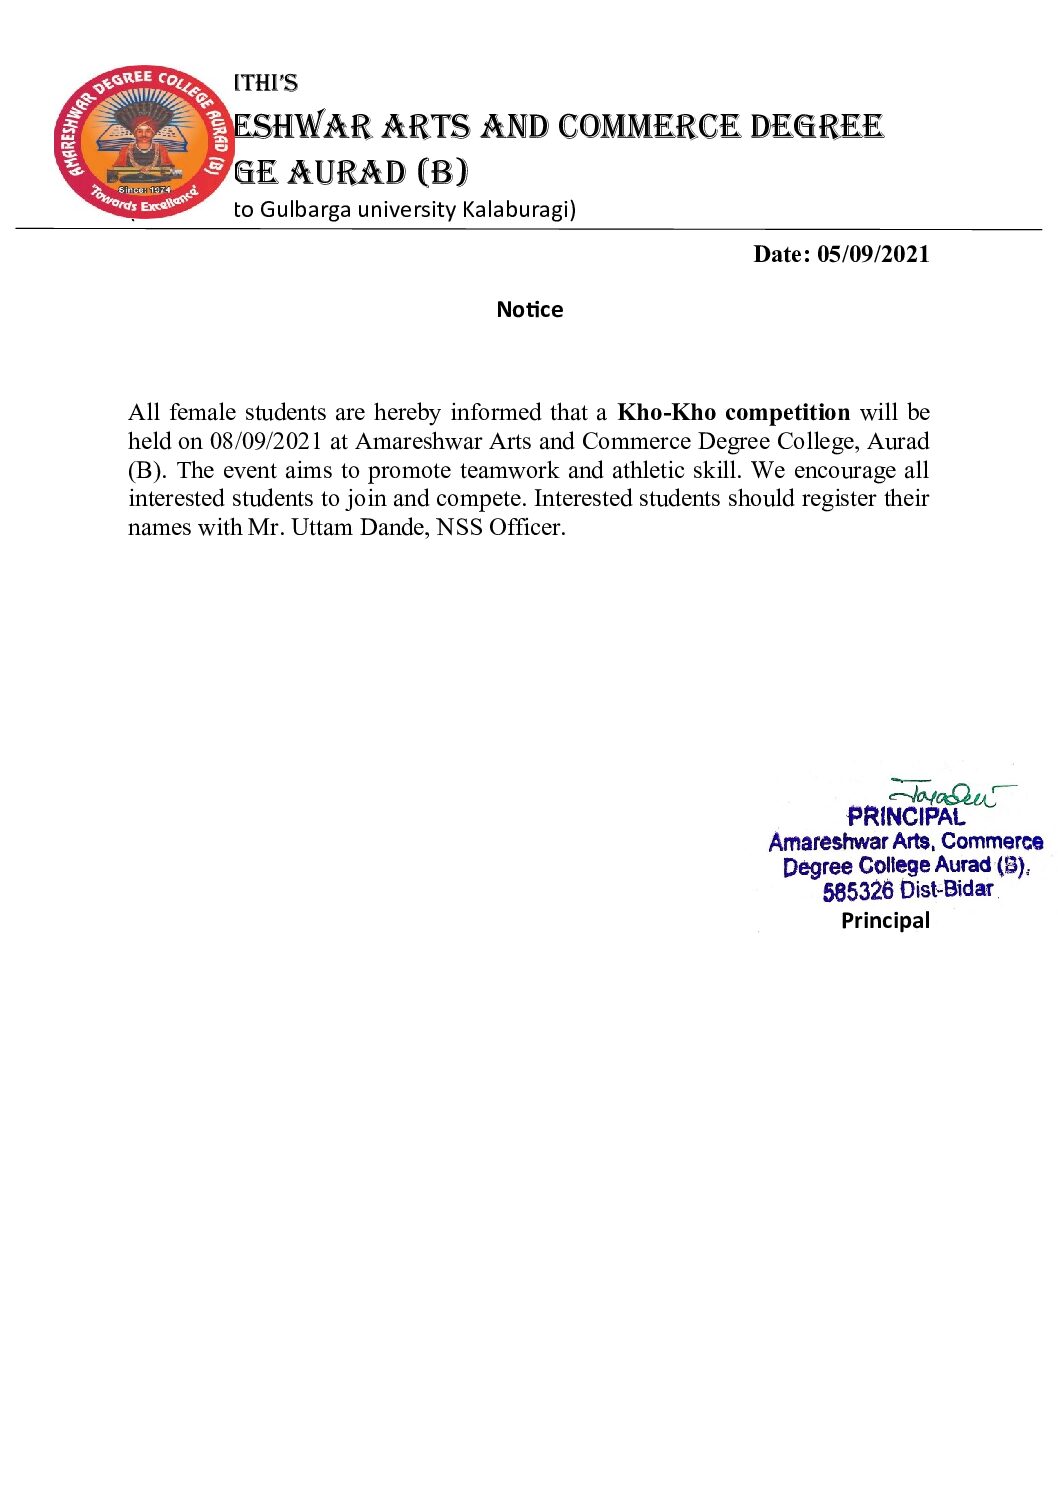 AMARESHWAR DEGREE COLLEGE AURAD (B)
Since 1974
"Towards Excellence"
ITHI'S
ESHWAR ARTS AND COMMERCE DEGREE
GE AURAD (B)
to Gulbarga university Kalaburagi)
Date: 05/09/2021
Notice
All female students are hereby informed that a Kho-Kho competition will be
held on 08/09/2021 at Amareshwar Arts and Commerce Degree College, Aurad
(B). The event aims to promote teamwork and athletic skill. We encourage all
interested students to join and compete. Interested students should register their
names with Mr. Uttam Dande, NSS Officer.
PRINCIPAL
Amareshwar Arts, Commerce
Degree College Aurad (B).
585326 Dist-Bidar
Principal